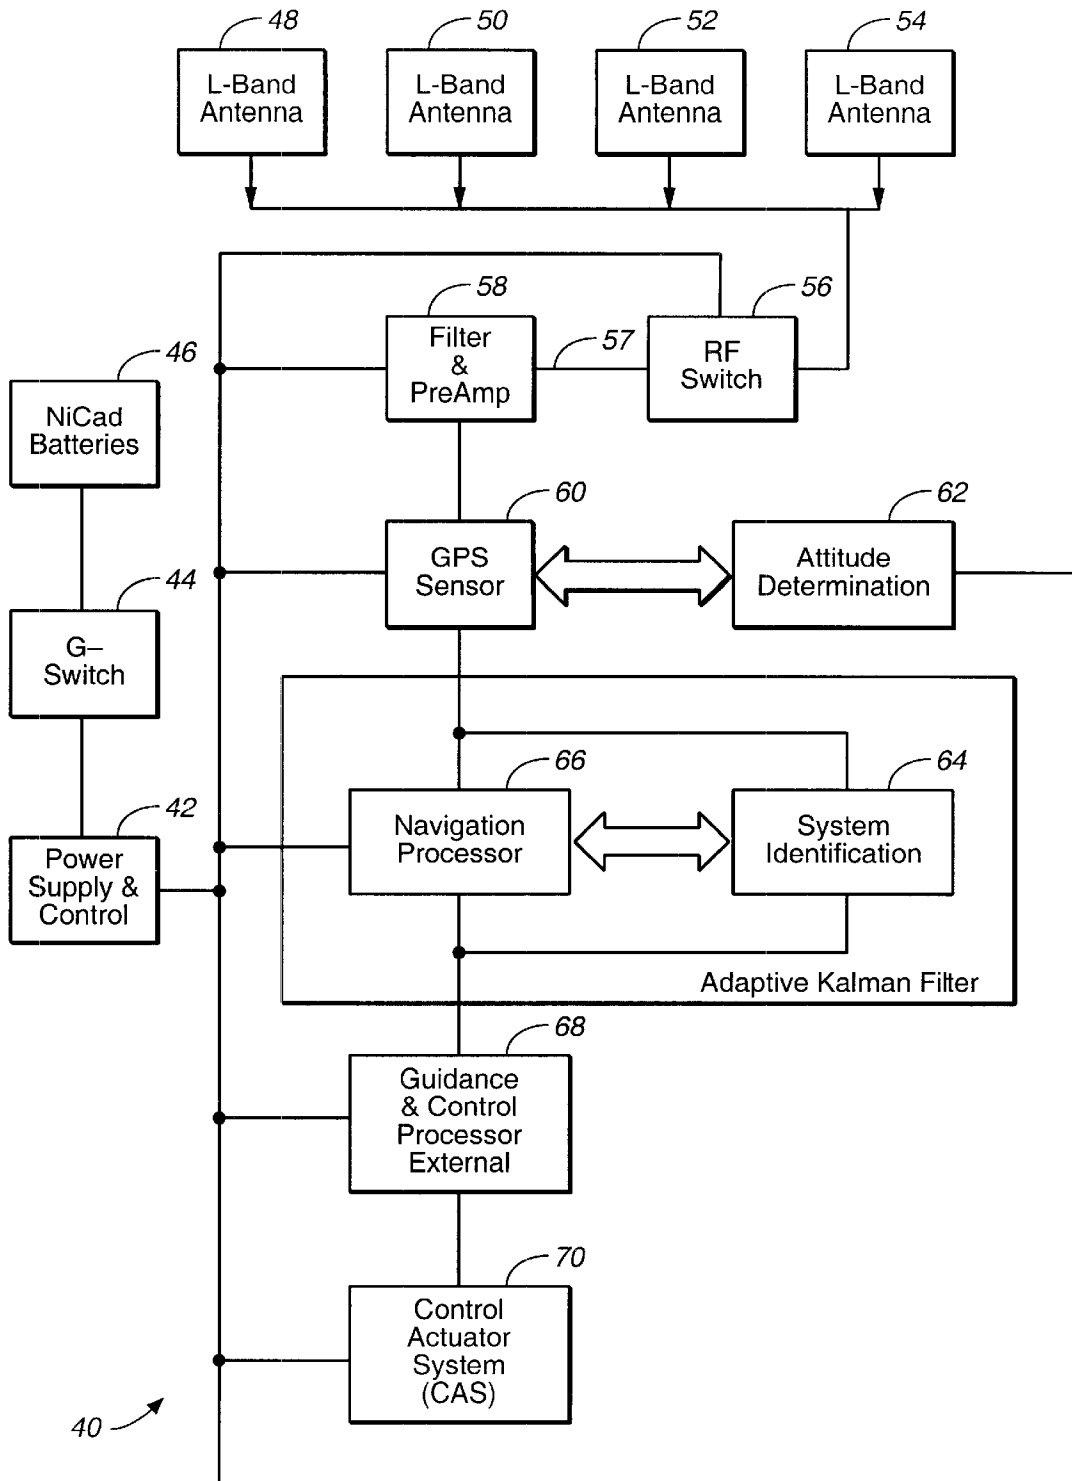 48
50
52
54
L-Band
Antenna
L-Band
Antenna
L-Band
Antenna
L-Band
Antenna
58
56
Filter
&
PreAmp
57
RF
Switch
46
NiCad
Batteries
60
62
GPS
Sensor
Attitude
Determination
44
G–
Switch
66
64
Navigation
Processor
System
Identification
42
Power
Supply &
Control
Adaptive Kalman Filter
68
Guidance
& Control
Processor
External
70
Control
Actuator
System
(CAS)
40